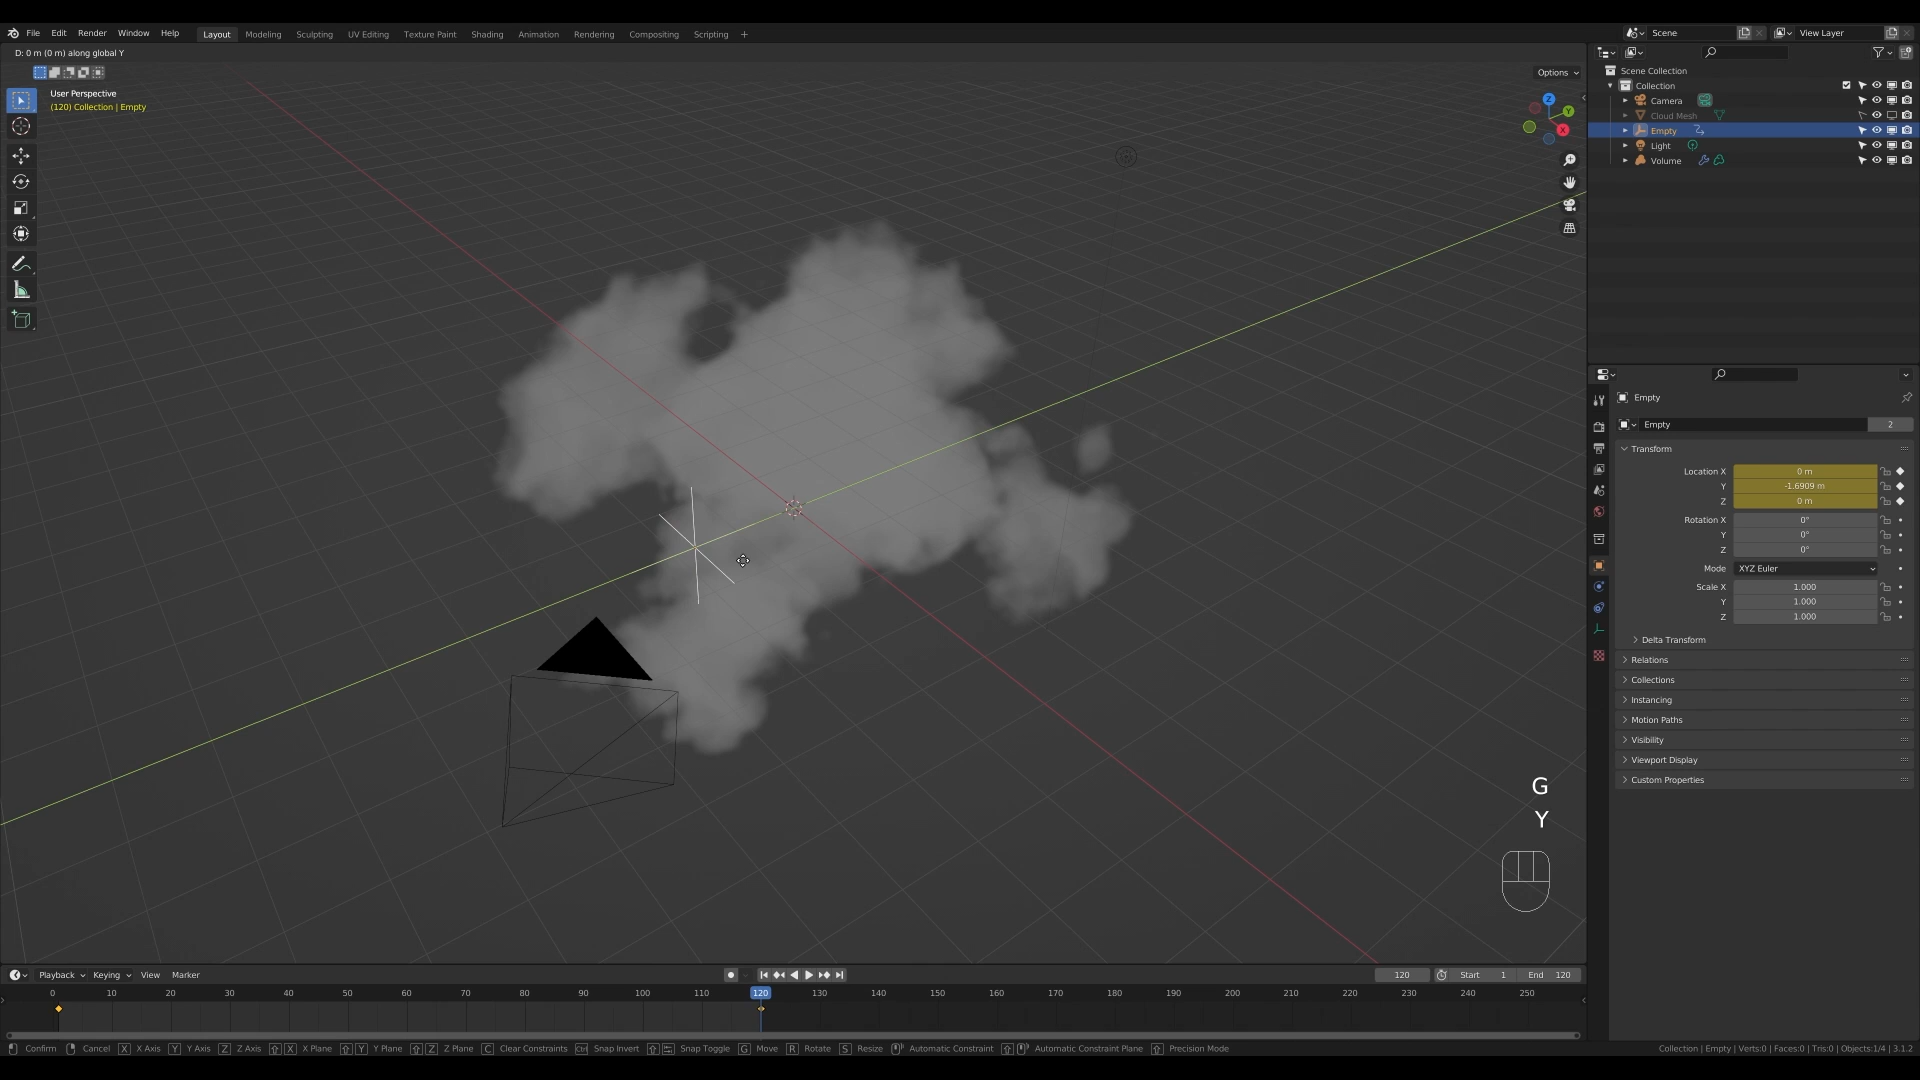 File Edit Render Window Help Layout Modeling Sculpting UV Editing Texture Paint Shading Animation Rendering Compositing Scripting + Scene View Layer
D: 0 m (0 m) along global Y
Options
User Perspective
(120) Collection | Empty
Z
Y
X
Scene Collection
Collection
Camera
Cloud Mesh
Empty
Light
Volume
Empty
Empty 2
Transform
Location X 0 m
Y -1.6909 m
Z 0 m
Rotation X 0°
Y 0°
Z 0°
Mode XYZ Euler
Scale X 1.000
Y 1.000
Z 1.000
Delta Transform
Relations
Collections
Instancing
Motion Paths
Visibility
Viewport Display
Custom Properties
G
Y
Playback Keying View Marker 120 Start 1 End 120
0 10 20 30 40 50 60 70 80 90 100 110 120 130 140 150 160 170 180 190 200 210 220 230 240 250
Confirm Cancel X X Axis Y Y Axis Z Z Axis X X Plane Y Y Plane Z Z Plane C Clear Constraints Ctrl Snap Invert Snap Toggle G Move R Rotate S Resize Automatic Constraint Automatic Constraint Plane Precision Mode Collection | Empty | Verts:0 | Faces:0 | Tris:0 | Objects:1/4 | 3.1.2